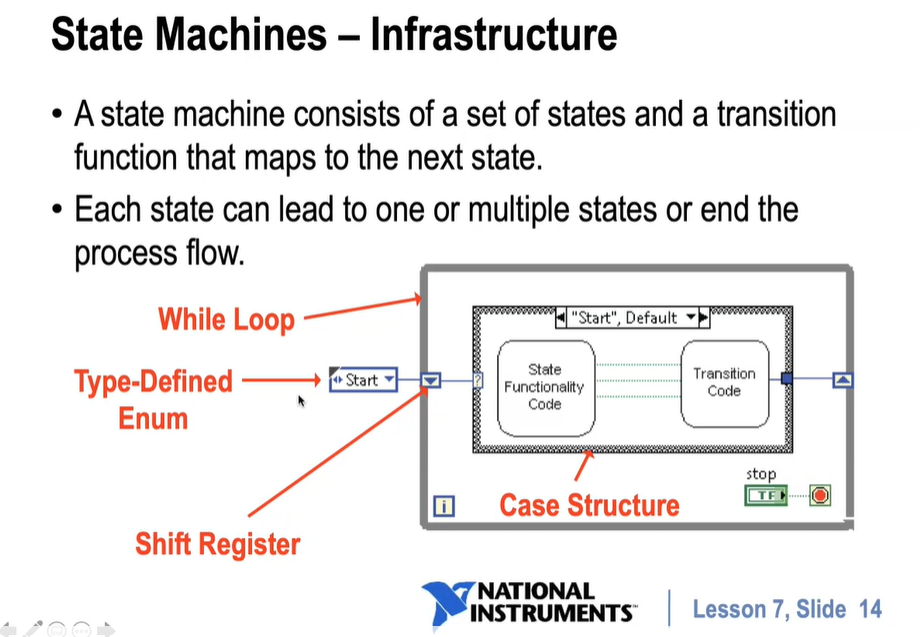 State Machines – Infrastructure
• A state machine consists of a set of states and a transition
function that maps to the next state.
• Each state can lead to one or multiple states or end the
process flow.
While Loop
"Start", Default
Type-Defined
Enum
Start
?
State
Functionality
Code
Transition
Code
stop
TF
i
Case Structure
Shift Register
NATIONAL
INSTRUMENTS™
Lesson 7, Slide 14